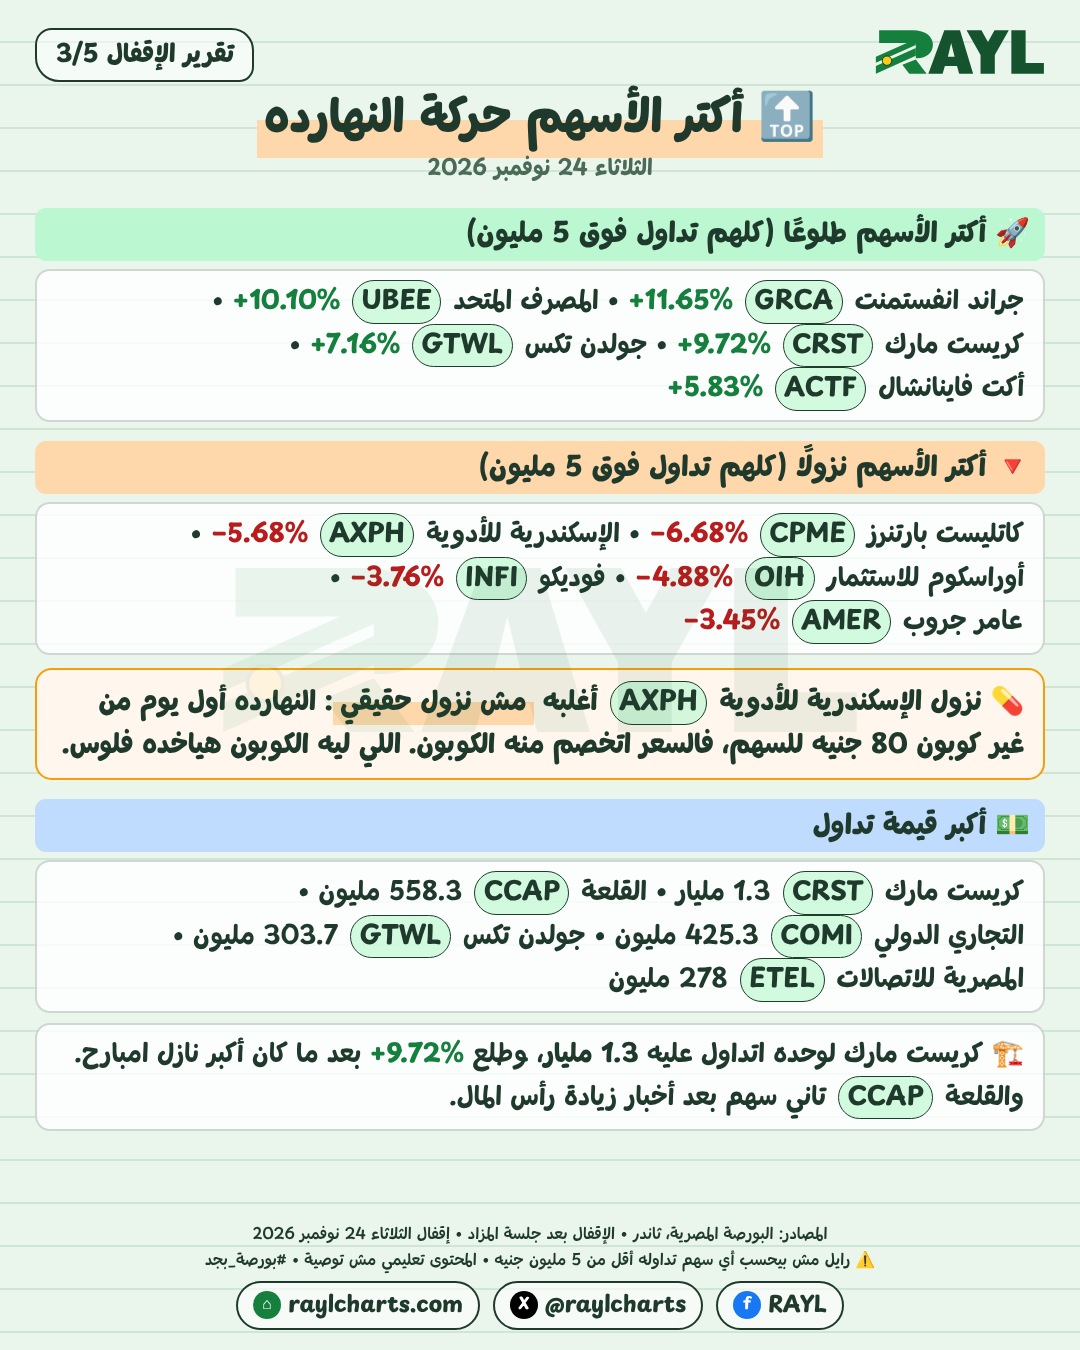 RAYL
تقرير الإقفال 3/5
🔝 أكتر الأسهم حركة النهارده
الثلاثاء 24 نوفمبر 2026
🚀 أكتر الأسهم طلوعًا (كلهم تداول فوق 5 مليون)
جراند انفستمنت GRCA +11.65% • المصرف المتحد UBEE +10.10% •
كريست مارك CRST +9.72% • جولدن تكس GTWL +7.16% •
أكت فاينانشال ACTF +5.83%
🔻 أكتر الأسهم نزولًا (كلهم تداول فوق 5 مليون)
كاتليست بارتنرز CPME −6.68% • الإسكندرية للأدوية AXPH −5.68% •
أوراسكوم للاستثمار OIH −4.88% • فوديكو INFI −3.76% •
عامر جروب AMER −3.45%
💊 نزول الإسكندرية للأدوية AXPH أغلبه مش نزول حقيقي: النهارده أول يوم من
غير كوبون 80 جنيه للسهم، فالسعر اتخصم منه الكوبون. اللي ليه الكوبون هياخده فلوس.
💵 أكبر قيمة تداول
كريست مارك CRST 1.3 مليار • القلعة CCAP 558.3 مليون •
التجاري الدولي COMI 425.3 مليون • جولدن تكس GTWL 303.7 مليون •
المصرية للاتصالات ETEL 278 مليون
🏗️ كريست مارك لوحدة اتداول عليه 1.3 مليار، وطلع +9.72% بعد ما كان أكبر نازل امبارح.
والقلعة CCAP تاني سهم بعد أخبار زيادة رأس المال.
المصادر: البورصة المصرية، ثاندر • الإقفال بعد جلسة المزاد • إقفال الثلاثاء 24 نوفمبر 2026
⚠️ رايل مش بيحسب أي سهم تداوله أقل من 5 مليون جنيه • المحتوى تعليمي مش توصية • #بورصة_بجد
raylcharts.com
X @raylcharts
f RAYL